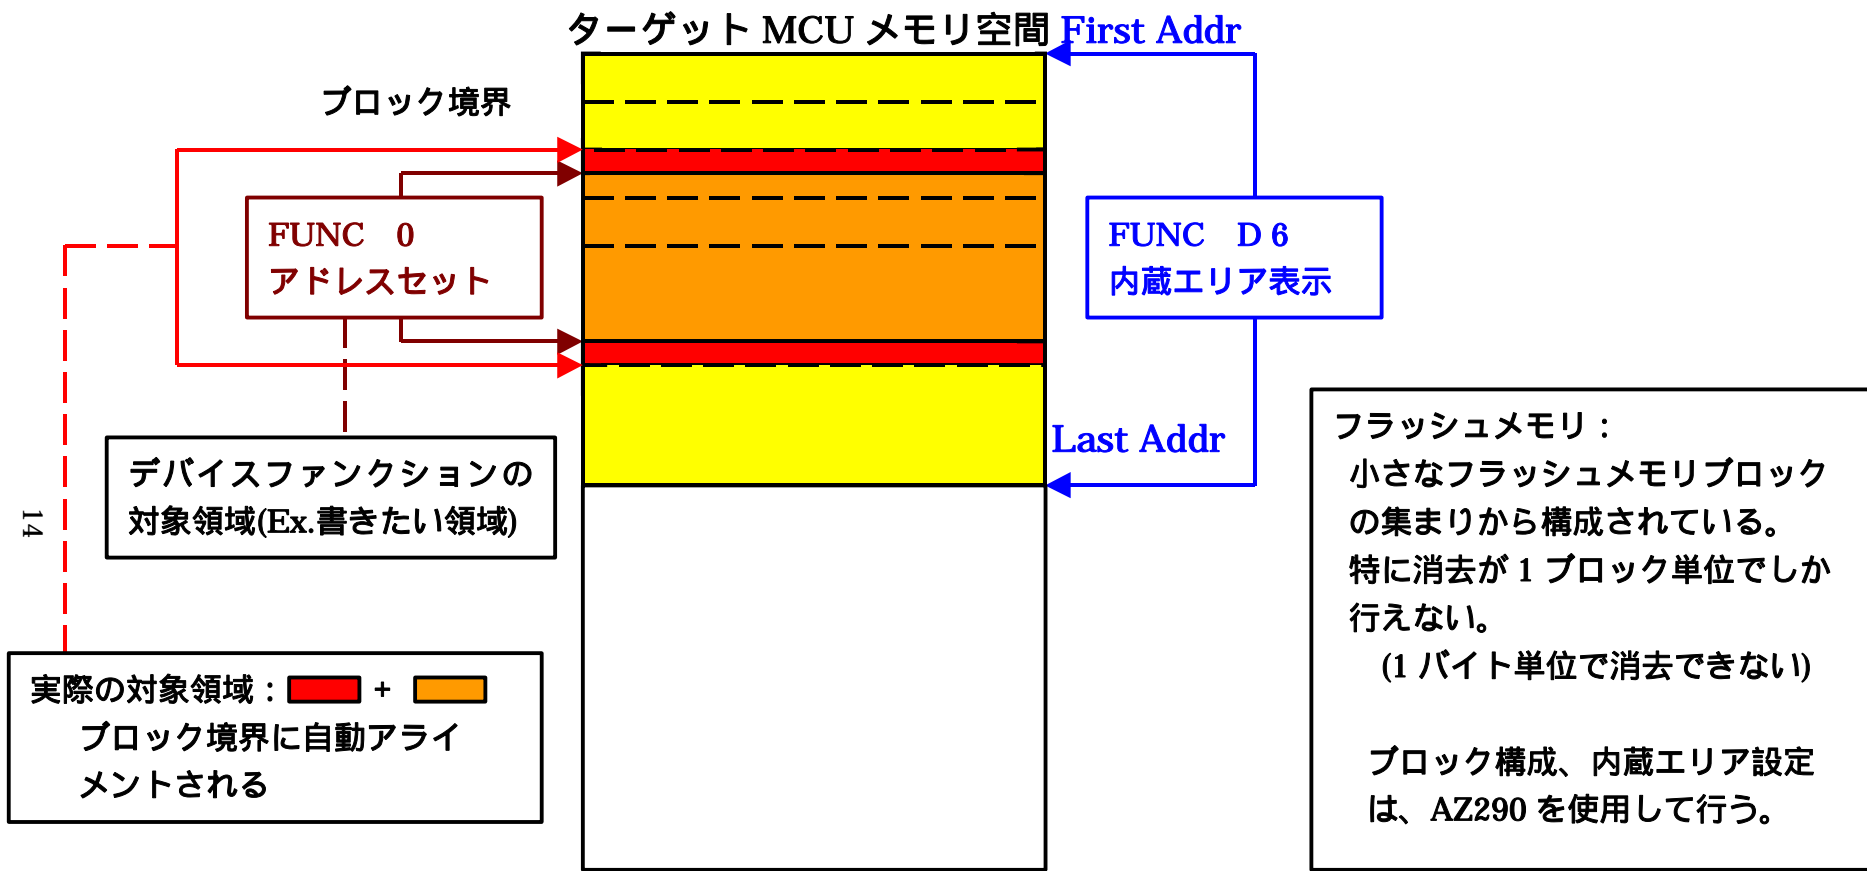 ターゲット MCU メモリ空間 First Addr
ブロック境界
FUNC 0
アドレスセット
FUNC D 6
内蔵エリア表示
Last Addr
デバイスファンクションの
対象領域(Ex.書きたい領域)
14
実際の対象領域 : +
ブロック境界に自動アライ
メントされる
フラッシュメモリ :
小さなフラッシュメモリブロック
の集まりから構成されている。
特に消去が 1 ブロック単位でしか
行えない。
(1 バイト単位で消去できない)
ブロック構成、内蔵エリア設定
は、AZ290 を使用して行う。